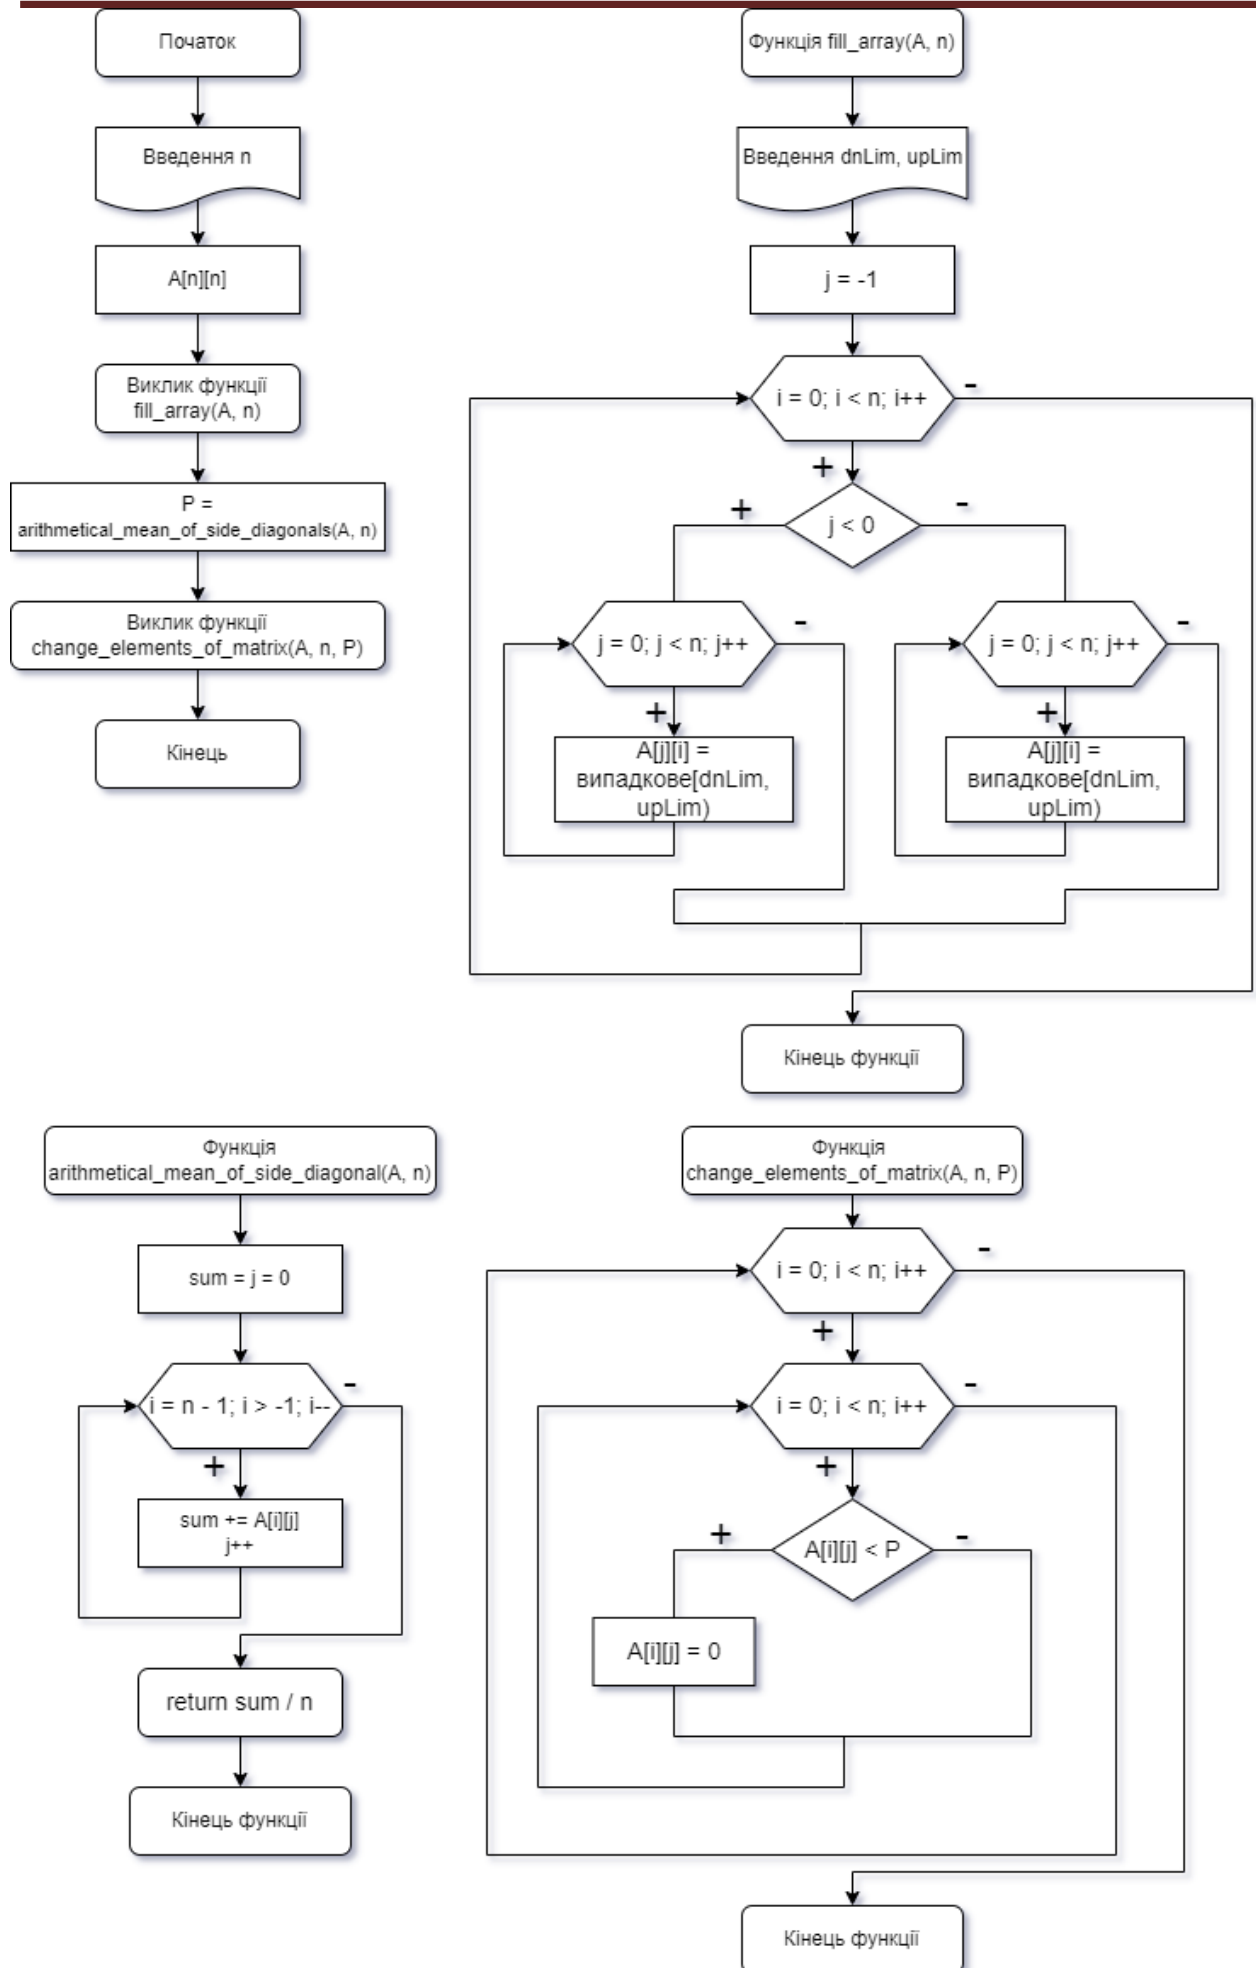 Початок
Введення n
A[n][n]
Виклик функції
fill_array(A, n)
P =
arithmetical_mean_of_side_diagonals(A, n)
Виклик функції
change_elements_of_matrix(A, n, P)
Кінець
Функція fill_array(A, n)
Введення dnLim, upLim
j = -1
i = 0; i < n; i++
-
+
j < 0
+
-
j = 0; j < n; j++
-
+
A[j][i] =
випадкове[dnLim,
upLim)
j = 0; j < n; j++
-
+
A[j][i] =
випадкове[dnLim,
upLim)
Кінець функції
Функція
arithmetical_mean_of_side_diagonal(A, n)
sum = j = 0
i = n - 1; i > -1; i--
-
+
sum += A[i][j]
j++
return sum / n
Кінець функції
Функція
change_elements_of_matrix(A, n, P)
i = 0; i < n; i++
-
+
i = 0; i < n; i++
-
+
A[i][j] < P
+
-
A[i][j] = 0
Кінець функції